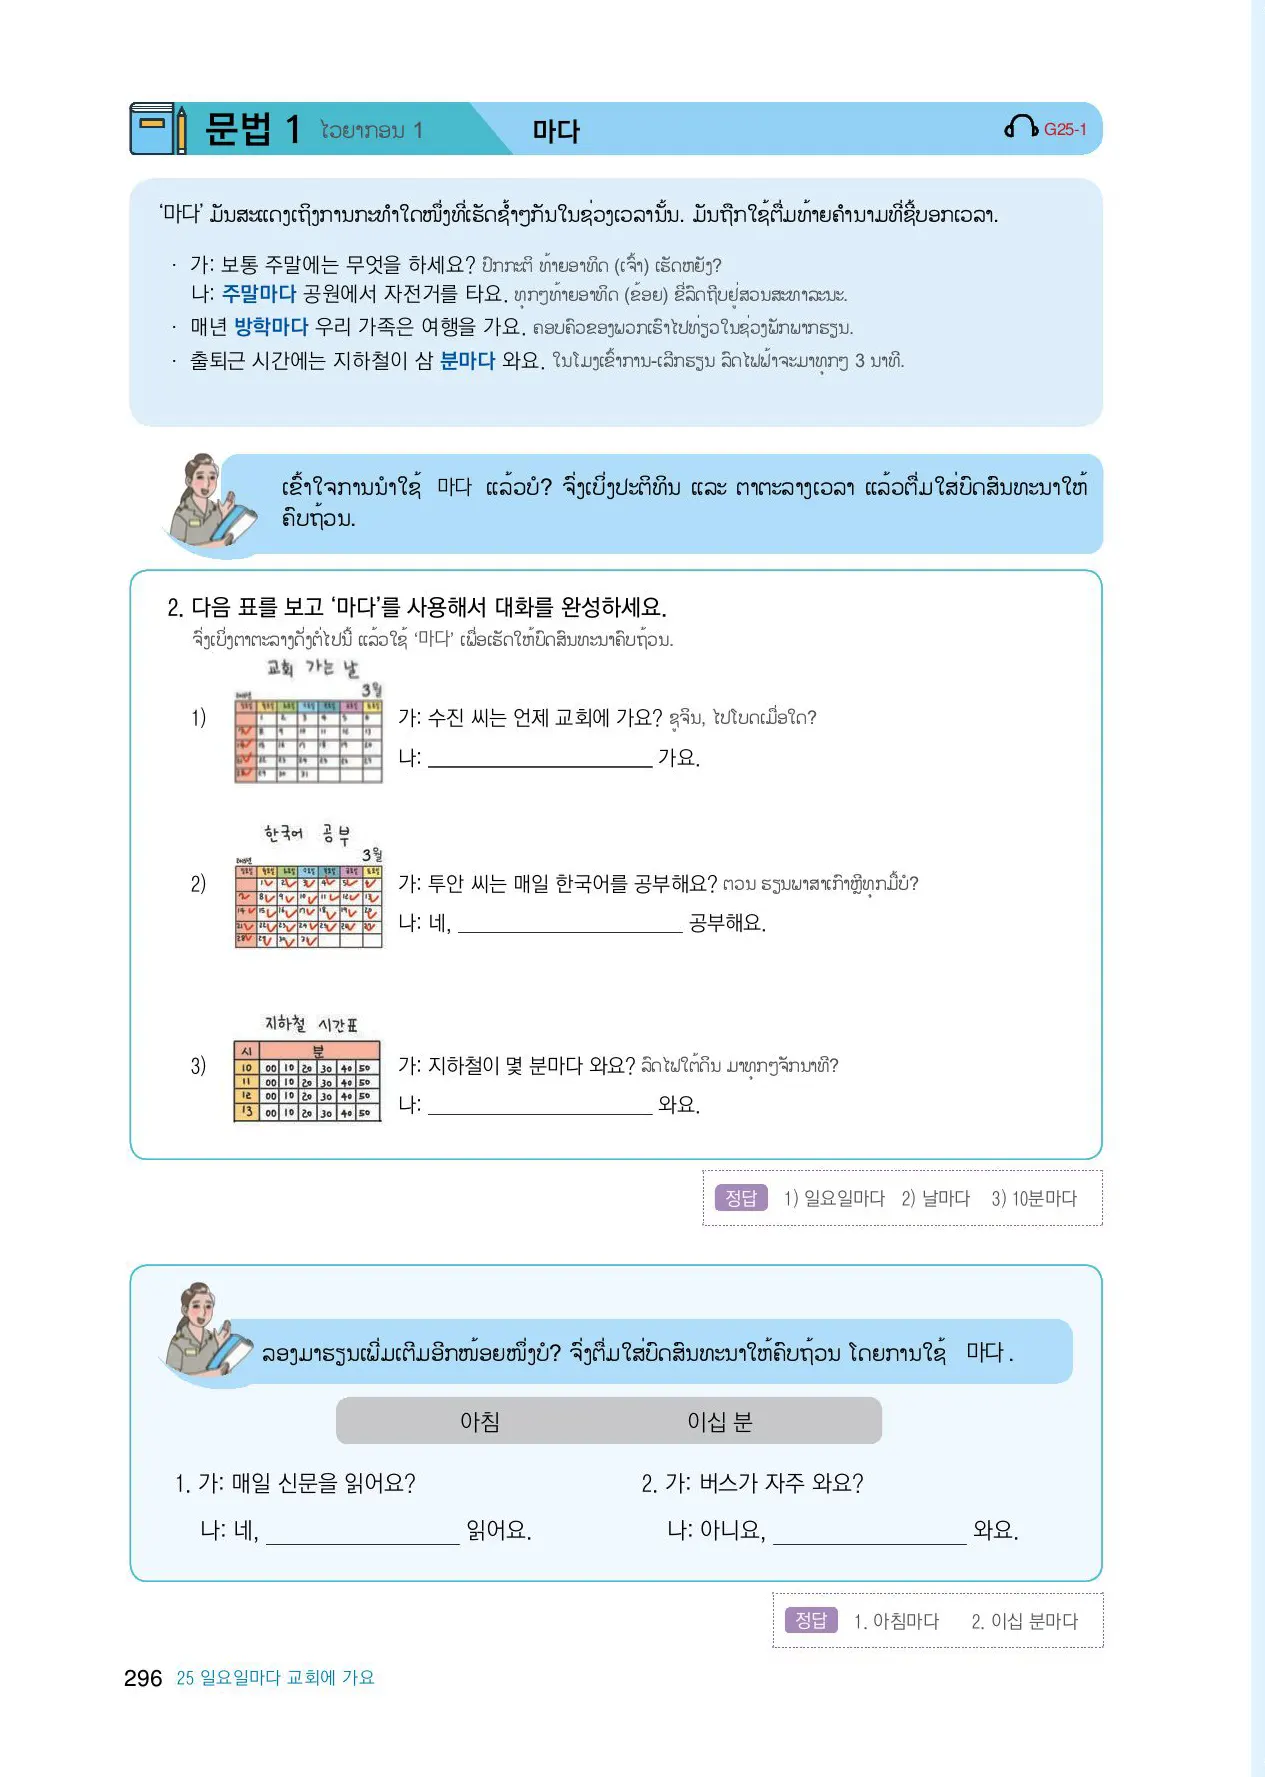 문법 1 ໄວຍາກອນ 1 마다 G25-1
‘마다’ ມັນສະແດງເຖິງການກະທຳໃດໜຶ່ງທີ່ເຮັດຊ້ຳໆກັນໃນຊ່ວງເວລານັ້ນ. ມັນຖືກໃຊ້ຕື່ມທ້າຍຄຳນາມທີ່ຊີ້ບອກເວລາ.
· 가: 보통 주말에는 무엇을 하세요? ປົກກະຕິ ທ້າຍອາທິດ (ເຈົ້າ) ເຮັດຫຍັງ?
나: 주말마다 공원에서 자전거를 타요. ທຸກໆທ້າຍອາທິດ (ຂ້ອຍ) ຂີ່ລົດຖີບຢູ່ສວນສະທາລະນະ.
· 매년 방학마다 우리 가족은 여행을 가요. ຄອບຄົວຂອງພວກເຮົາໄປທ່ຽວໃນຊ່ວງພັກພາກຮຽນ.
· 출퇴근 시간에는 지하철이 삼 분마다 와요. ໃນໂມງເຂົ້າການ-ເລີກຮຽນ ລົດໄຟຟ້າຈະມາທຸກໆ 3 ນາທີ.
ເຂົ້າໃຈການນຳໃຊ້ 마다 ແລ້ວບໍ? ຈົ່ງເບິ່ງປະຕິທິນ ແລະ ຕາຕະລາງເວລາ ແລ້ວຕື່ມໃສ່ບົດສົນທະນາໃຫ້
ຄົບຖ້ວນ.
2. 다음 표를 보고 ‘마다’를 사용해서 대화를 완성하세요.
ຈົ່ງເບິ່ງຕາຕະລາງດັ່ງຕໍ່ໄປນີ້ ແລ້ວໃຊ້ ‘마다’ ເພື່ອເຮັດໃຫ້ບົດສົນທະນາຄົບຖ້ວນ.
교회 가는 날
3월
1) 가: 수진 씨는 언제 교회에 가요? ຊູຈິນ, ໄປໂບດເມື່ອໃດ?
나: 가요.
한국어 공부
3월
2) 가: 투안 씨는 매일 한국어를 공부해요? ຕວນ ຮຽນພາສາເກົາຫຼີທຸກມື້ບໍ?
나: 네, 공부해요.
지하철 시간표
시 분
10 00 10 20 30 40 50
11 00 10 20 30 40 50
12 00 10 20 30 40 50
13 00 10 20 30 40 50
3) 가: 지하철이 몇 분마다 와요? ລົດໄຟໃຕ້ດິນ ມາທຸກໆຈັກນາທີ?
나: 와요.
정답 1) 일요일마다 2) 날마다 3) 10분마다
ລອງມາຮຽນເພີ່ມເຕີມອີກໜ້ອຍໜຶ່ງບໍ? ຈົ່ງຕື່ມໃສ່ບົດສົນທະນາໃຫ້ຄົບຖ້ວນ ໂດຍການໃຊ້ 마다.
아침 이십 분
1. 가: 매일 신문을 읽어요?
나: 네, 읽어요.
2. 가: 버스가 자주 와요?
나: 아니요, 와요.
정답 1. 아침마다 2. 이십 분마다
296 25 일요일마다 교회에 가요